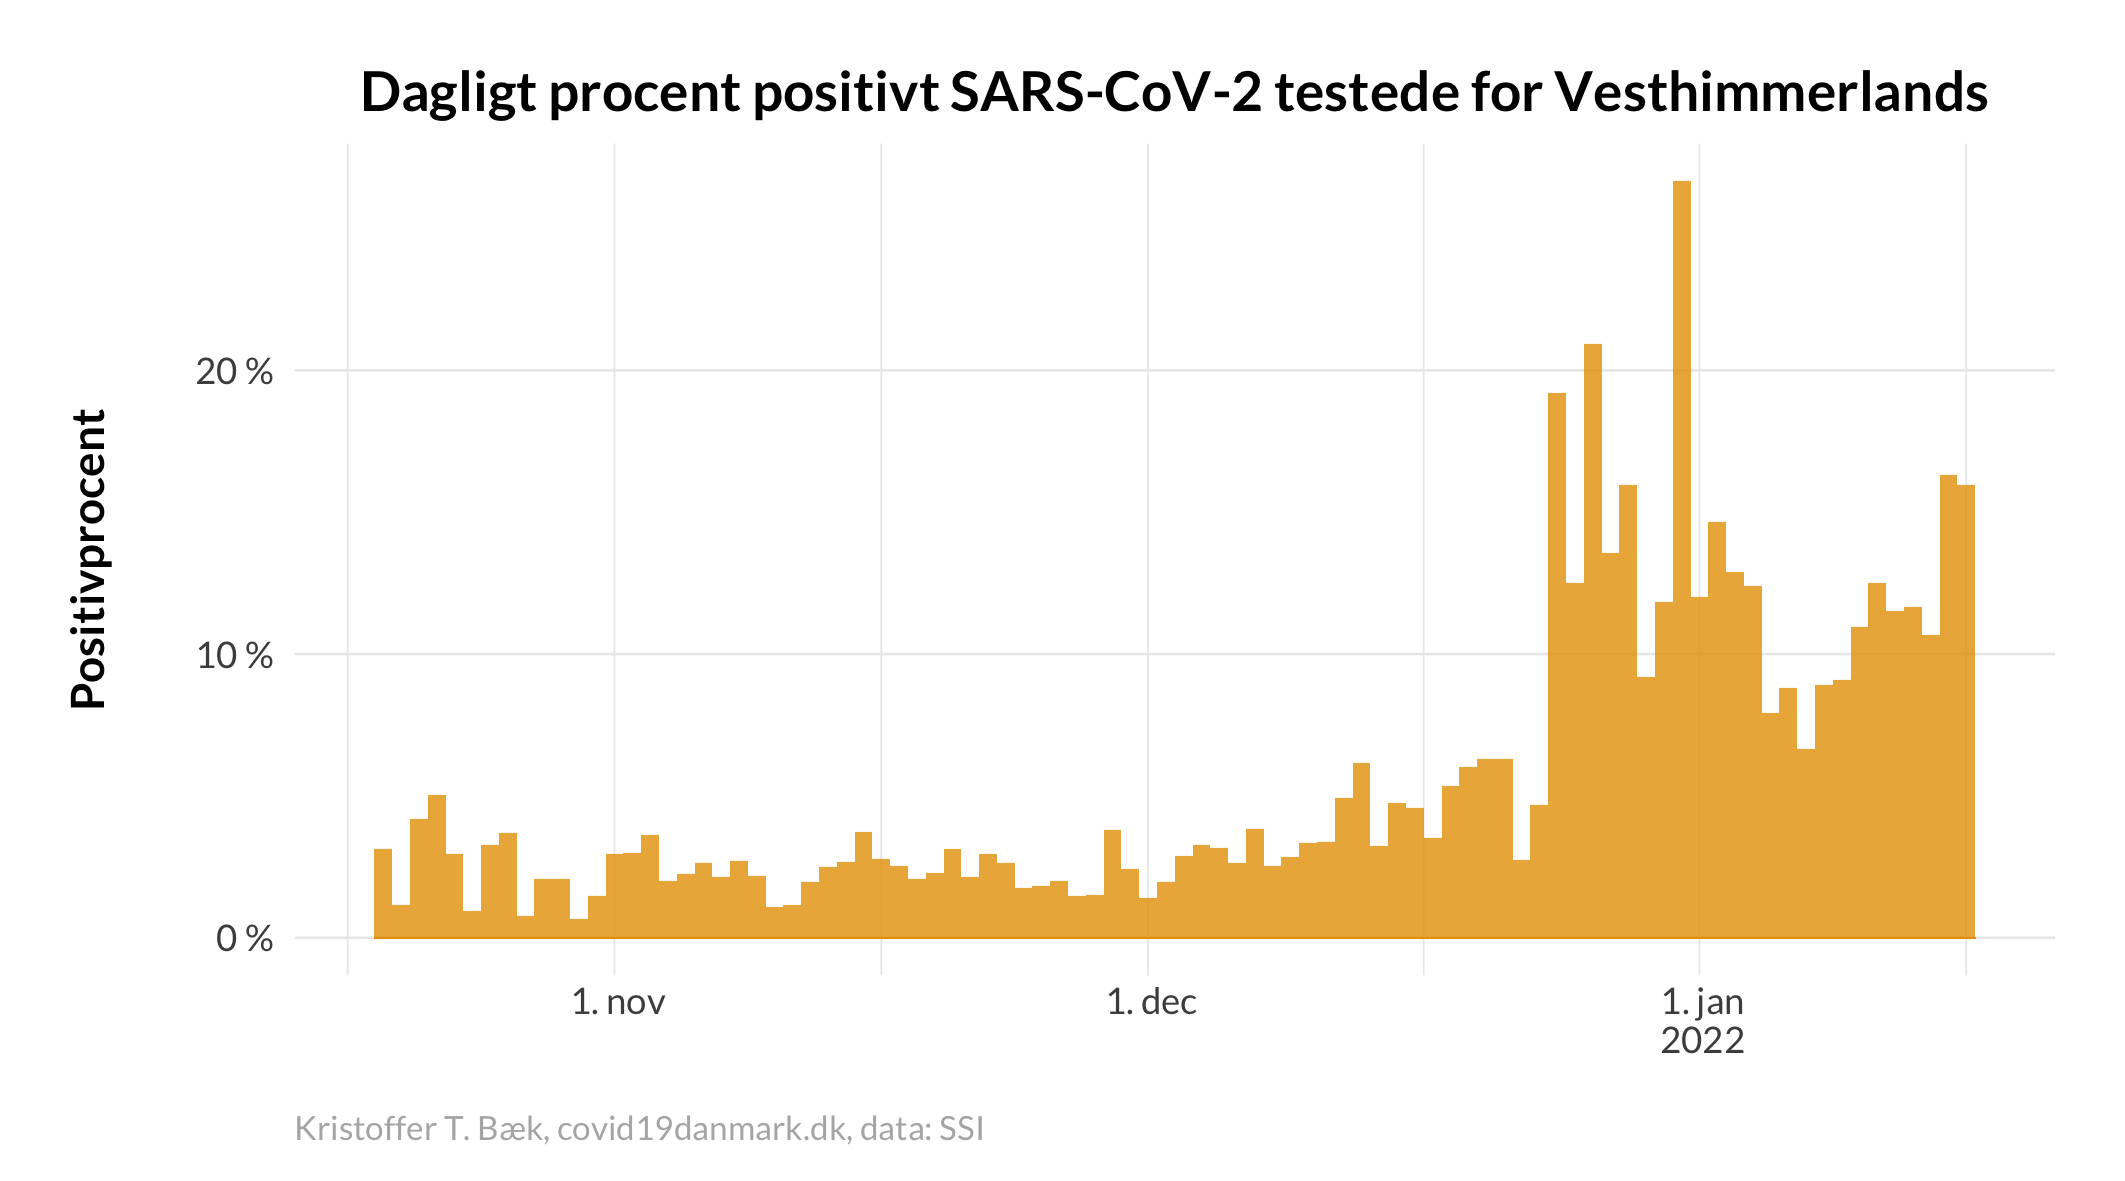 Dagligt procent positivt SARS-CoV-2 testede for Vesthimmerlands
Positivprocent
20 %
10 %
0 %
1. nov
1. dec
1. jan
2022
Kristoffer T. Bæk, covid19danmark.dk, data: SSI